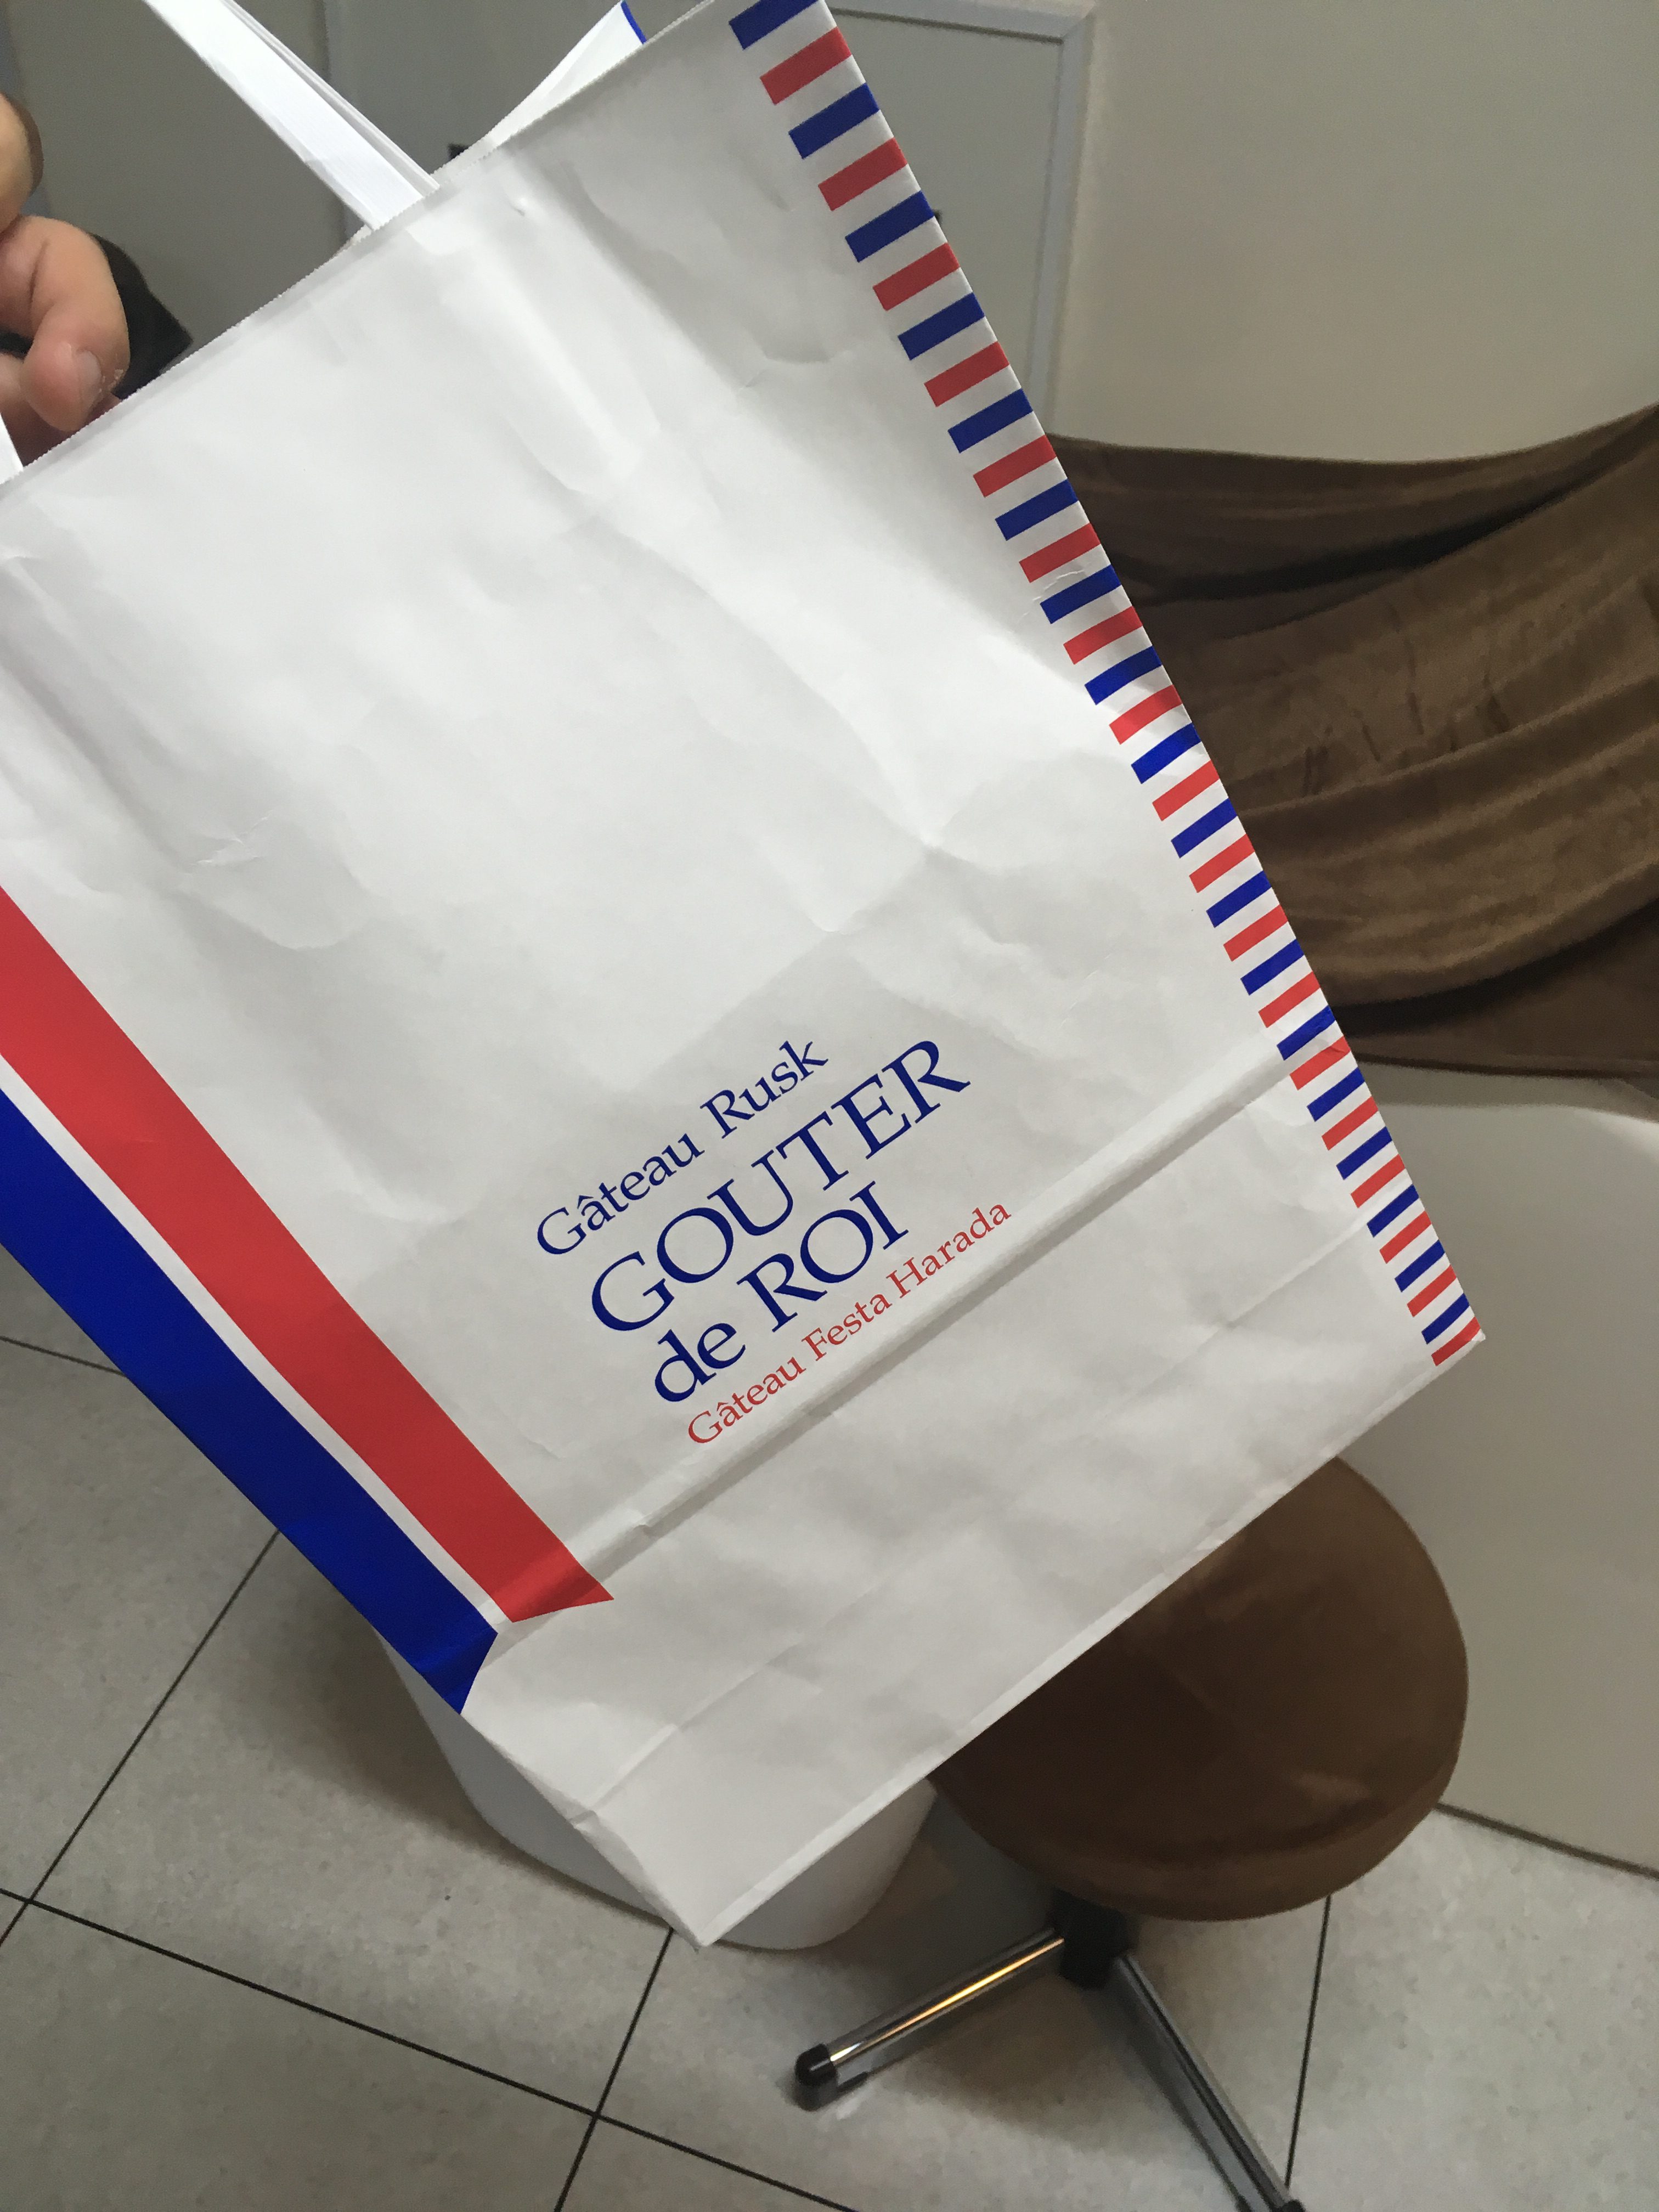 Gâteau Rusk
GOUTER
de ROI
Gâteau Festa Harada